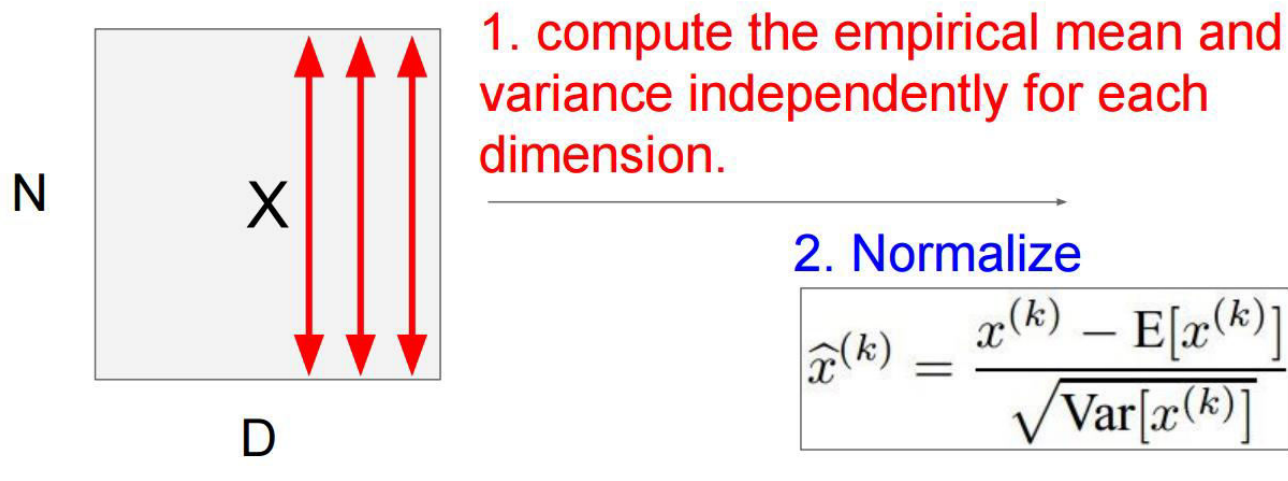 1. compute the empirical mean and
variance independently for each
dimension.
N
X
D
2. Normalize
x̂^(k) = (x^(k) − E[x^(k)]) / √(Var[x^(k)])